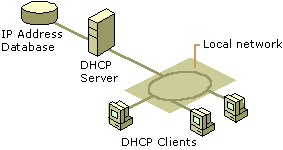 IP Address
Database
DHCP
Server
Local network
DHCP Clients